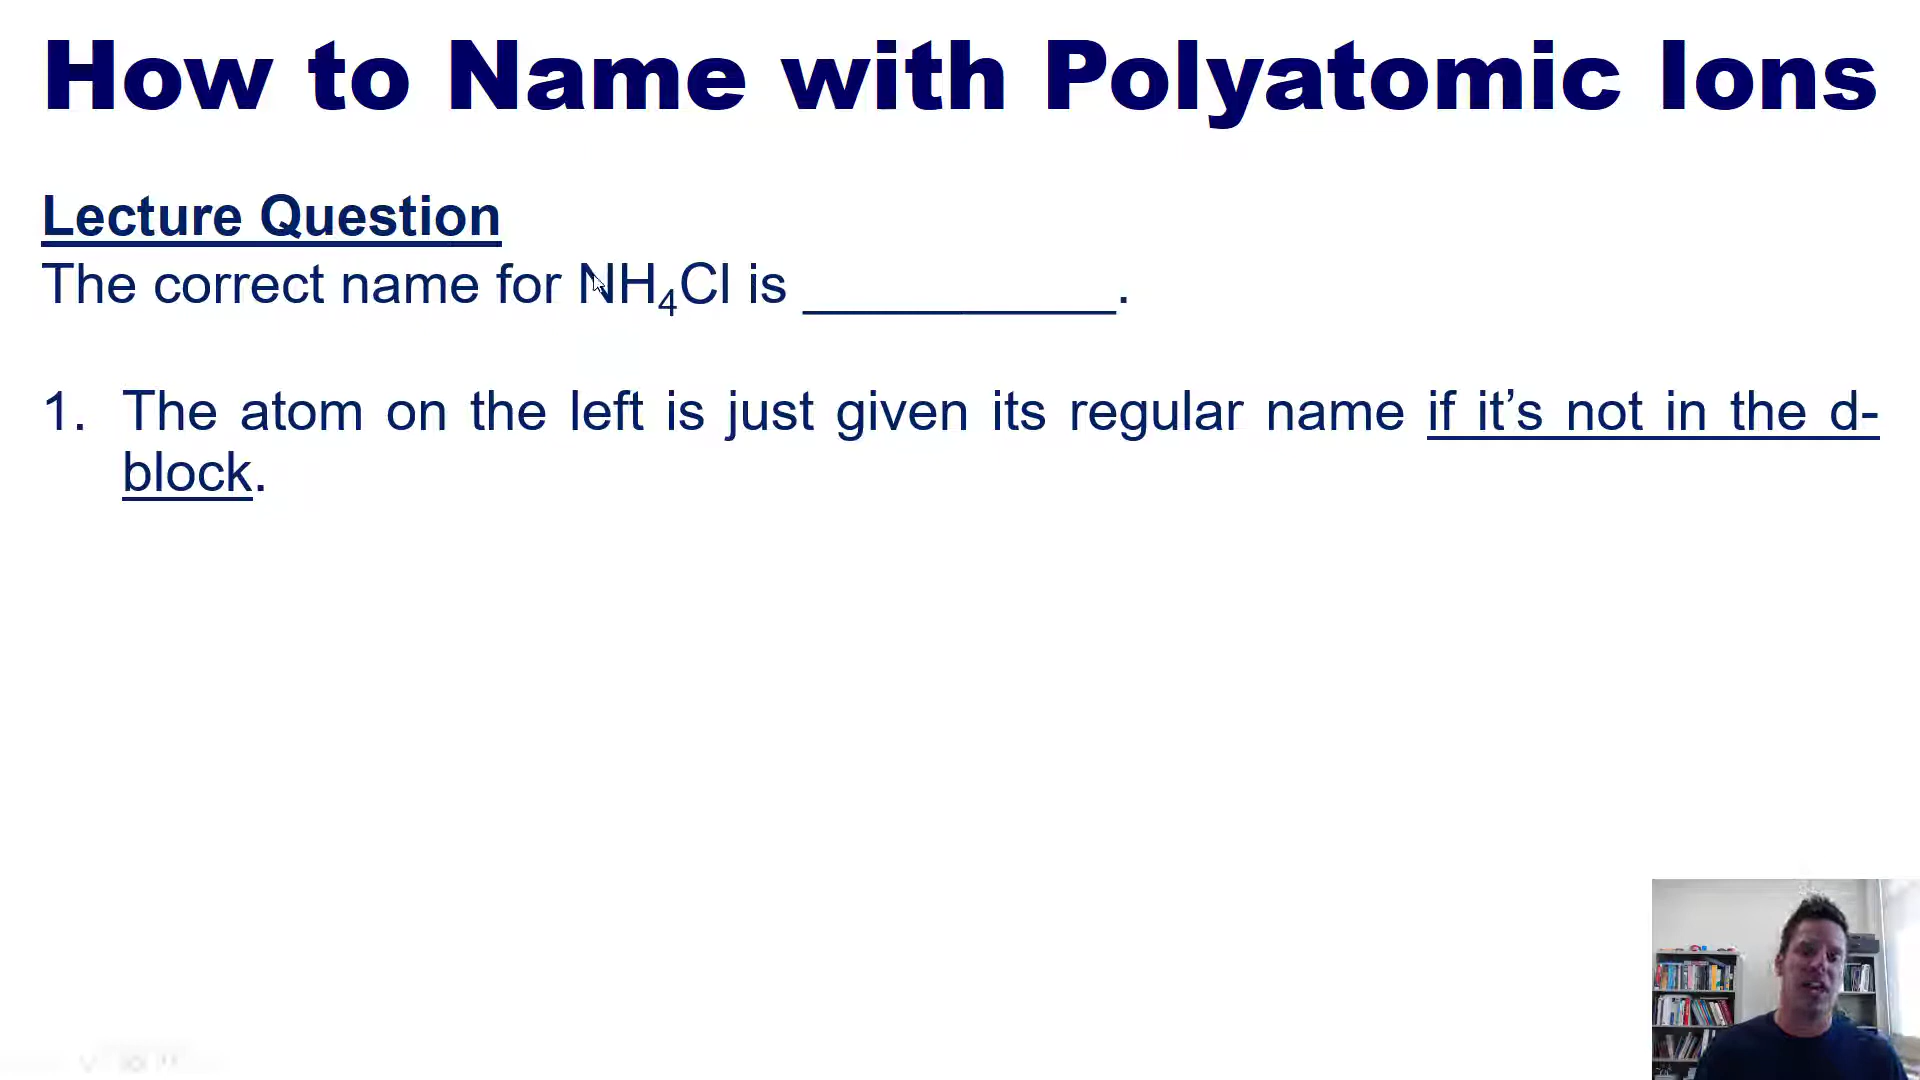 How to Name with Polyatomic Ions
Lecture Question
The correct name for NH₄Cl is ___________.
1. The atom on the left is just given its regular name if it’s not in the d-
block.